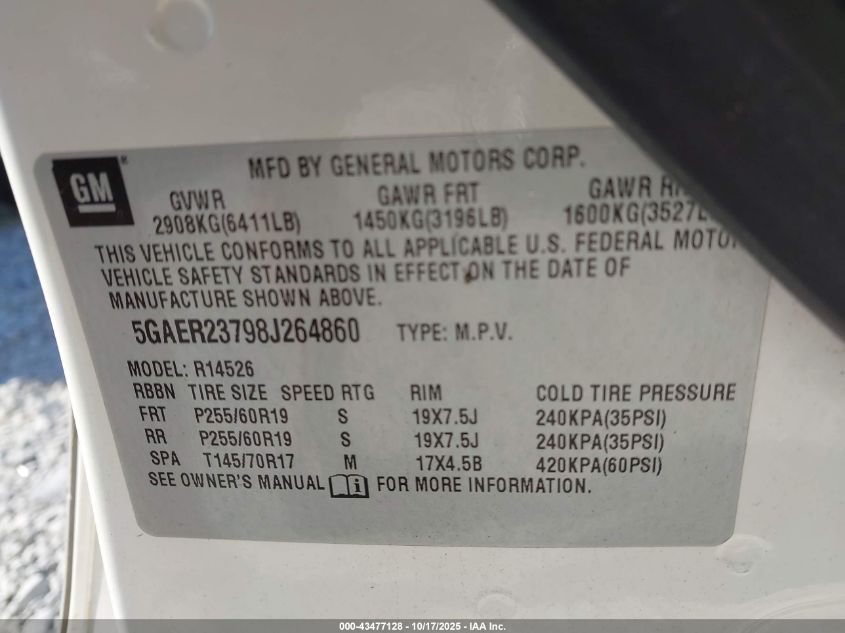 GM
MFD BY GENERAL MOTORS CORP.
GVWR GAWR FRT GAWR
2908KG(6411LB) 1450KG(3196LB) 1600KG(3527
THIS VEHICLE CONFORMS TO ALL APPLICABLE U.S. FEDERAL
VEHICLE SAFETY STANDARDS IN EFFECT ON THE DATE OF
MANUFACTURE SHOWN ABOVE.
5GAER23798J264860 TYPE: M.P.V.
MODEL: R14526
RBBN TIRE SIZE SPEED RTG RIM COLD TIRE PRESSURE
FRT P255/60R19 S 19X7.5J 240KPA(35PSI)
RR P255/60R19 S 19X7.5J 240KPA(35PSI)
SPA T145/70R17 M 17X4.5B 420KPA(60PSI)
SEE OWNER'S MANUAL i FOR MORE INFORMATION.
000-43477128 - 10/17/2025 - IAA Inc.